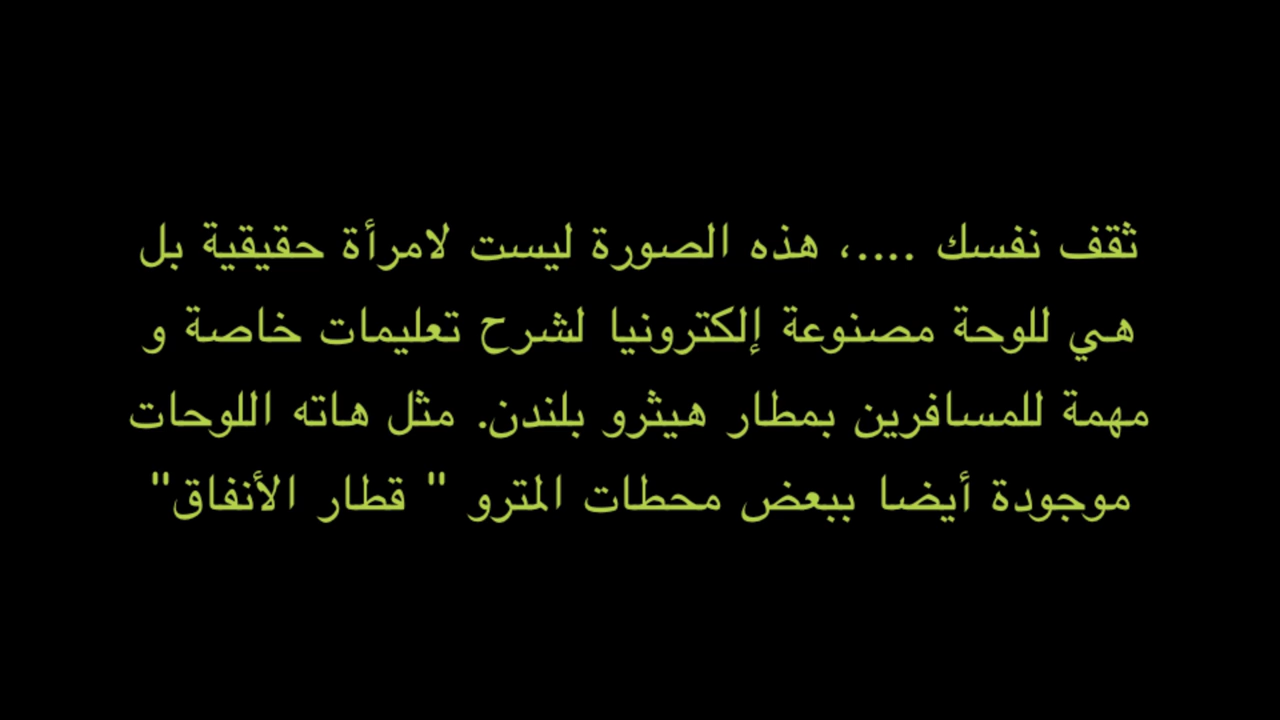 ثقف نفسك ....، هذه الصورة ليست لامرأة حقيقية بل
هي للوحة مصنوعة إلكترونيا لشرح تعليمات خاصة و
مهمة للمسافرين بمطار هيثرو بلندن. مثل هاته اللوحات
موجودة أيضا ببعض محطات المترو " قطار الأنفاق"